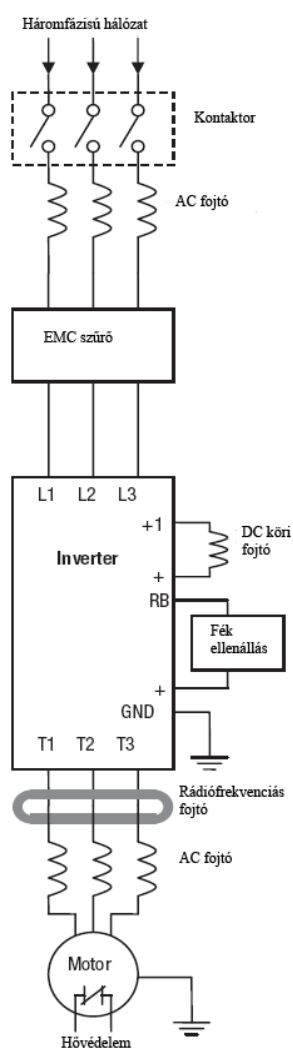 Háromfázisú hálózat
Kontaktor
AC fojtó
EMC szűrő
L1 L2 L3
+1
DC köri
fojtó
Inverter
+
RB
Fék
ellenállás
+
GND
T1 T2 T3
Rádiófrekvenciás
fojtó
AC fojtó
Motor
Hővédelem